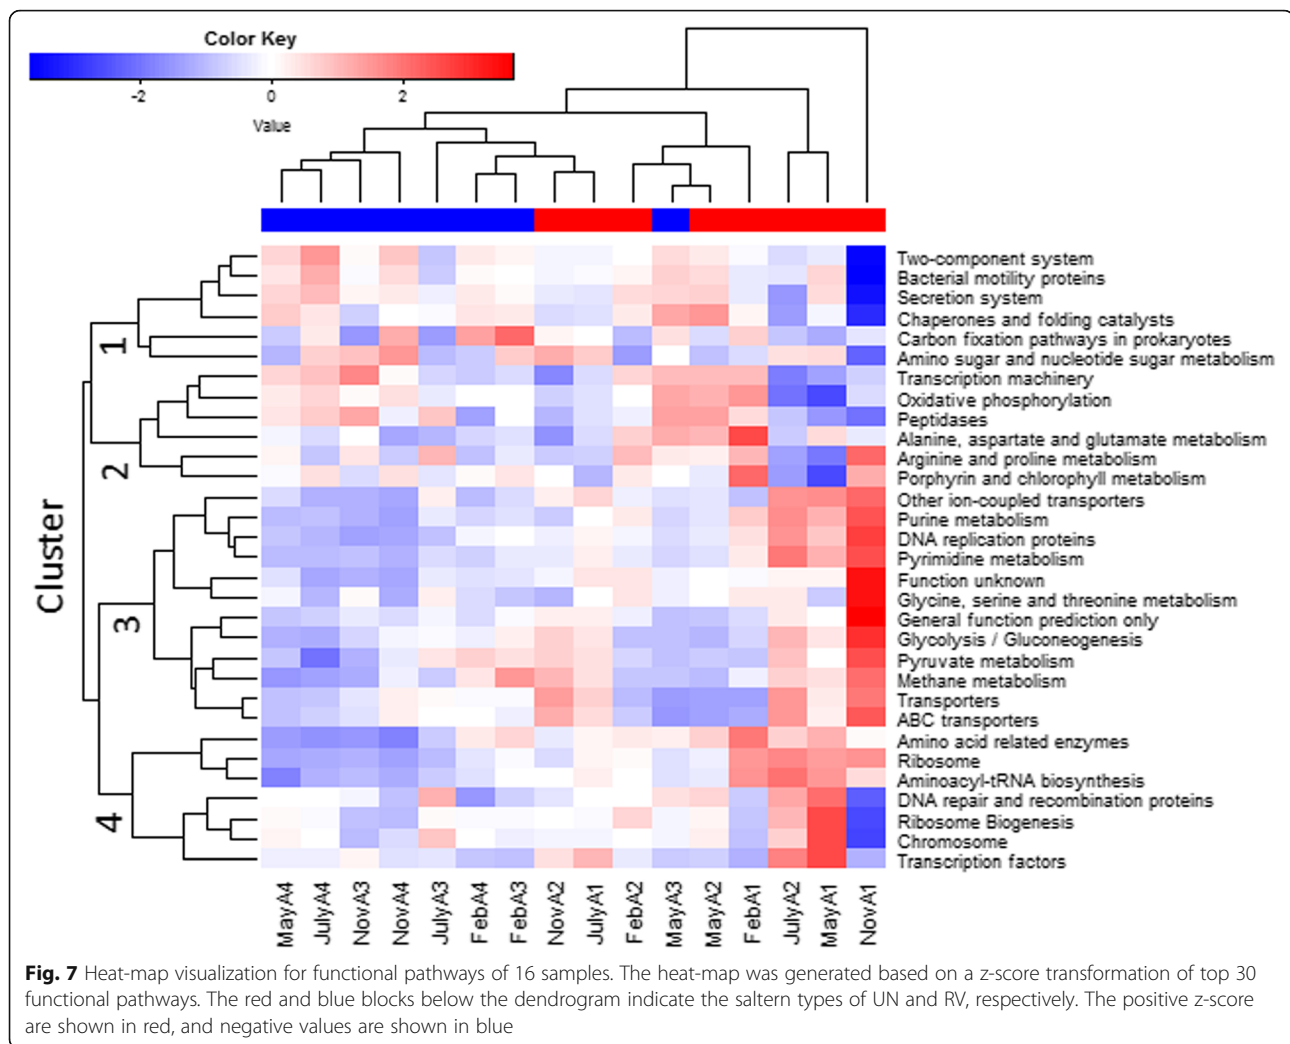 Color Key
-2 0 2
Value
Cluster
1
2
3
4
Two-component system
Bacterial motility proteins
Secretion system
Chaperones and folding catalysts
Carbon fixation pathways in prokaryotes
Amino sugar and nucleotide sugar metabolism
Transcription machinery
Oxidative phosphorylation
Peptidases
Alanine, aspartate and glutamate metabolism
Arginine and proline metabolism
Porphyrin and chlorophyll metabolism
Other ion-coupled transporters
Purine metabolism
DNA replication proteins
Pyrimidine metabolism
Function unknown
Glycine, serine and threonine metabolism
General function prediction only
Glycolysis / Gluconeogenesis
Pyruvate metabolism
Methane metabolism
Transporters
ABC transporters
Amino acid related enzymes
Ribosome
Aminoacyl-tRNA biosynthesis
DNA repair and recombination proteins
Ribosome Biogenesis
Chromosome
Transcription factors
MayA4
JulyA4
NovA3
NovA4
JulyA3
FebA4
FebA3
NovA2
JulyA1
FebA2
MayA3
MayA2
FebA1
JulyA2
MayA1
NovA1
Fig. 7 Heat-map visualization for functional pathways of 16 samples. The heat-map was generated based on a z-score transformation of top 30
functional pathways. The red and blue blocks below the dendrogram indicate the saltern types of UN and RV, respectively. The positive z-score
are shown in red, and negative values are shown in blue